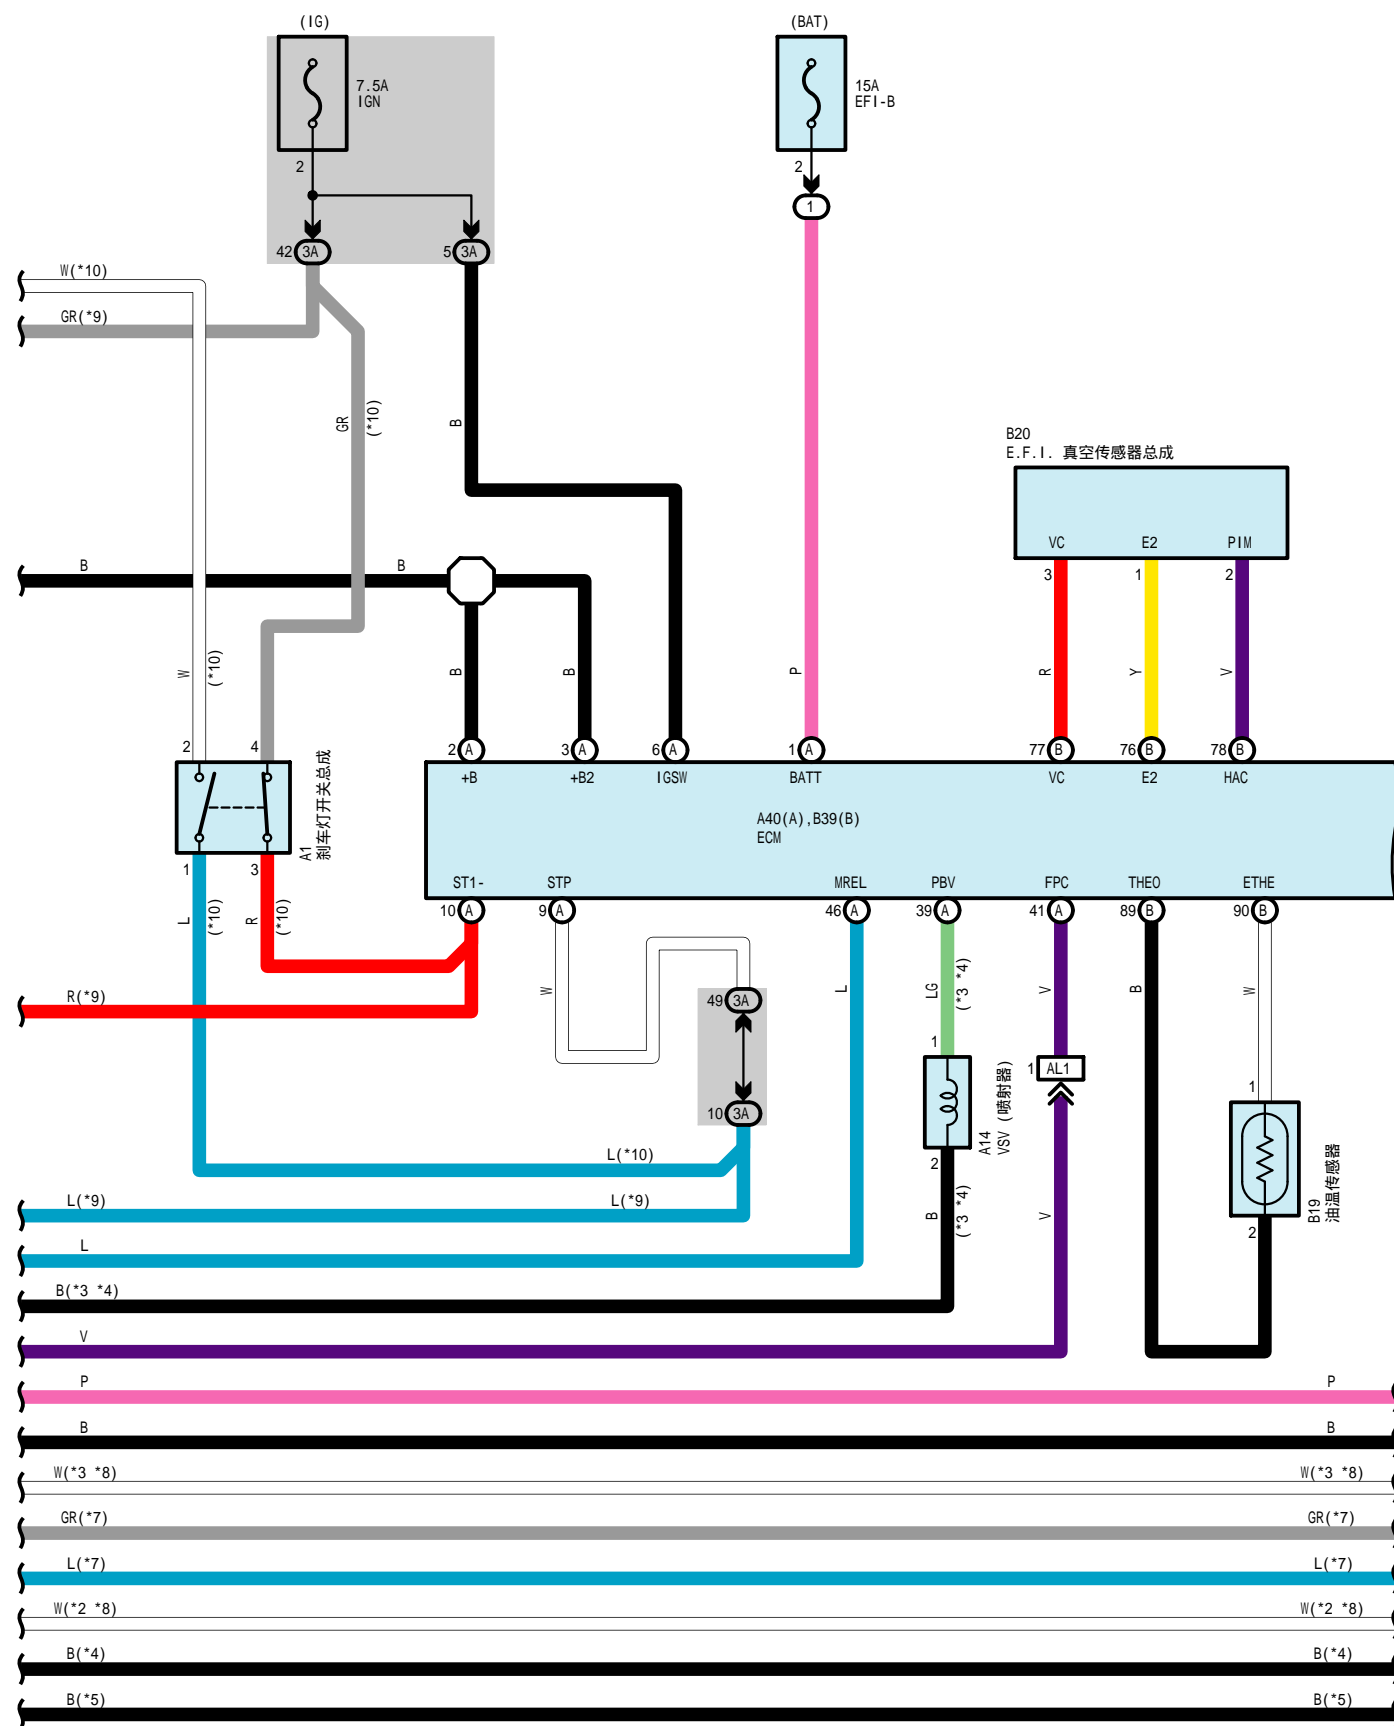 (IG)
(BAT)
7.5A
IGN
15A
EFI-B
2
2
1
42
3A
5
3A
W(*10)
GR(*9)
GR
(*10)
B
B20
E.F.I. 真空传感器总成
VC
E2
PIM
3
1
2
B
B
W
(*10)
B
B
P
R
Y
V
2
4
2
A
3
A
6
A
1
A
77
B
76
B
78
B
+B
+B2
IGSW
BATT
VC
E2
HAC
A1
刹车灯开关总成
A40(A),B39(B)
ECM
1
3
ST1-
STP
MREL
PBV
FPC
THEO
ETHE
10
A
9
A
46
A
39
A
41
A
89
B
90
B
L
(*10)
R
(*10)
R(*9)
W
49
3A
L
LG
(*3 *4)
V
B
W
1
1
AL1
1
10
3A
A14
VSV (喷射器)
2
L(*10)
B19
油温传感器
2
L(*9)
L(*9)
B
(*3 *4)
V
L
B(*3 *4)
V
P
P
B
B
W(*3 *8)
W(*3 *8)
GR(*7)
GR(*7)
L(*7)
L(*7)
W(*2 *8)
W(*2 *8)
B(*4)
B(*4)
B(*5)
B(*5)